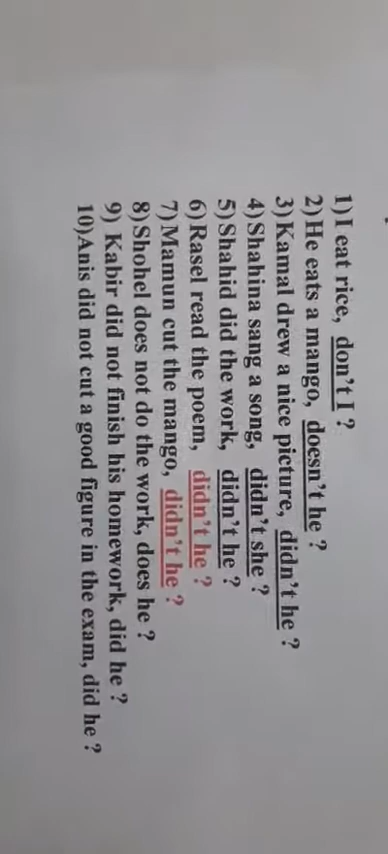 1) I eat rice, don't I ?
2) He eats a mango, doesn't he ?
3) Kamal drew a nice picture, didn't he ?
4) Shahina sang a song, didn't she ?
5) Shahid did the work, didn't he ?
6) Rasel read the poem, didn't he ?
7) Mamun cut the mango, didn't he ?
8) Shohel does not do the work, does he ?
9) Kabir did not finish his homework, did he ?
10)Anis did not cut a good figure in the exam, did he ?